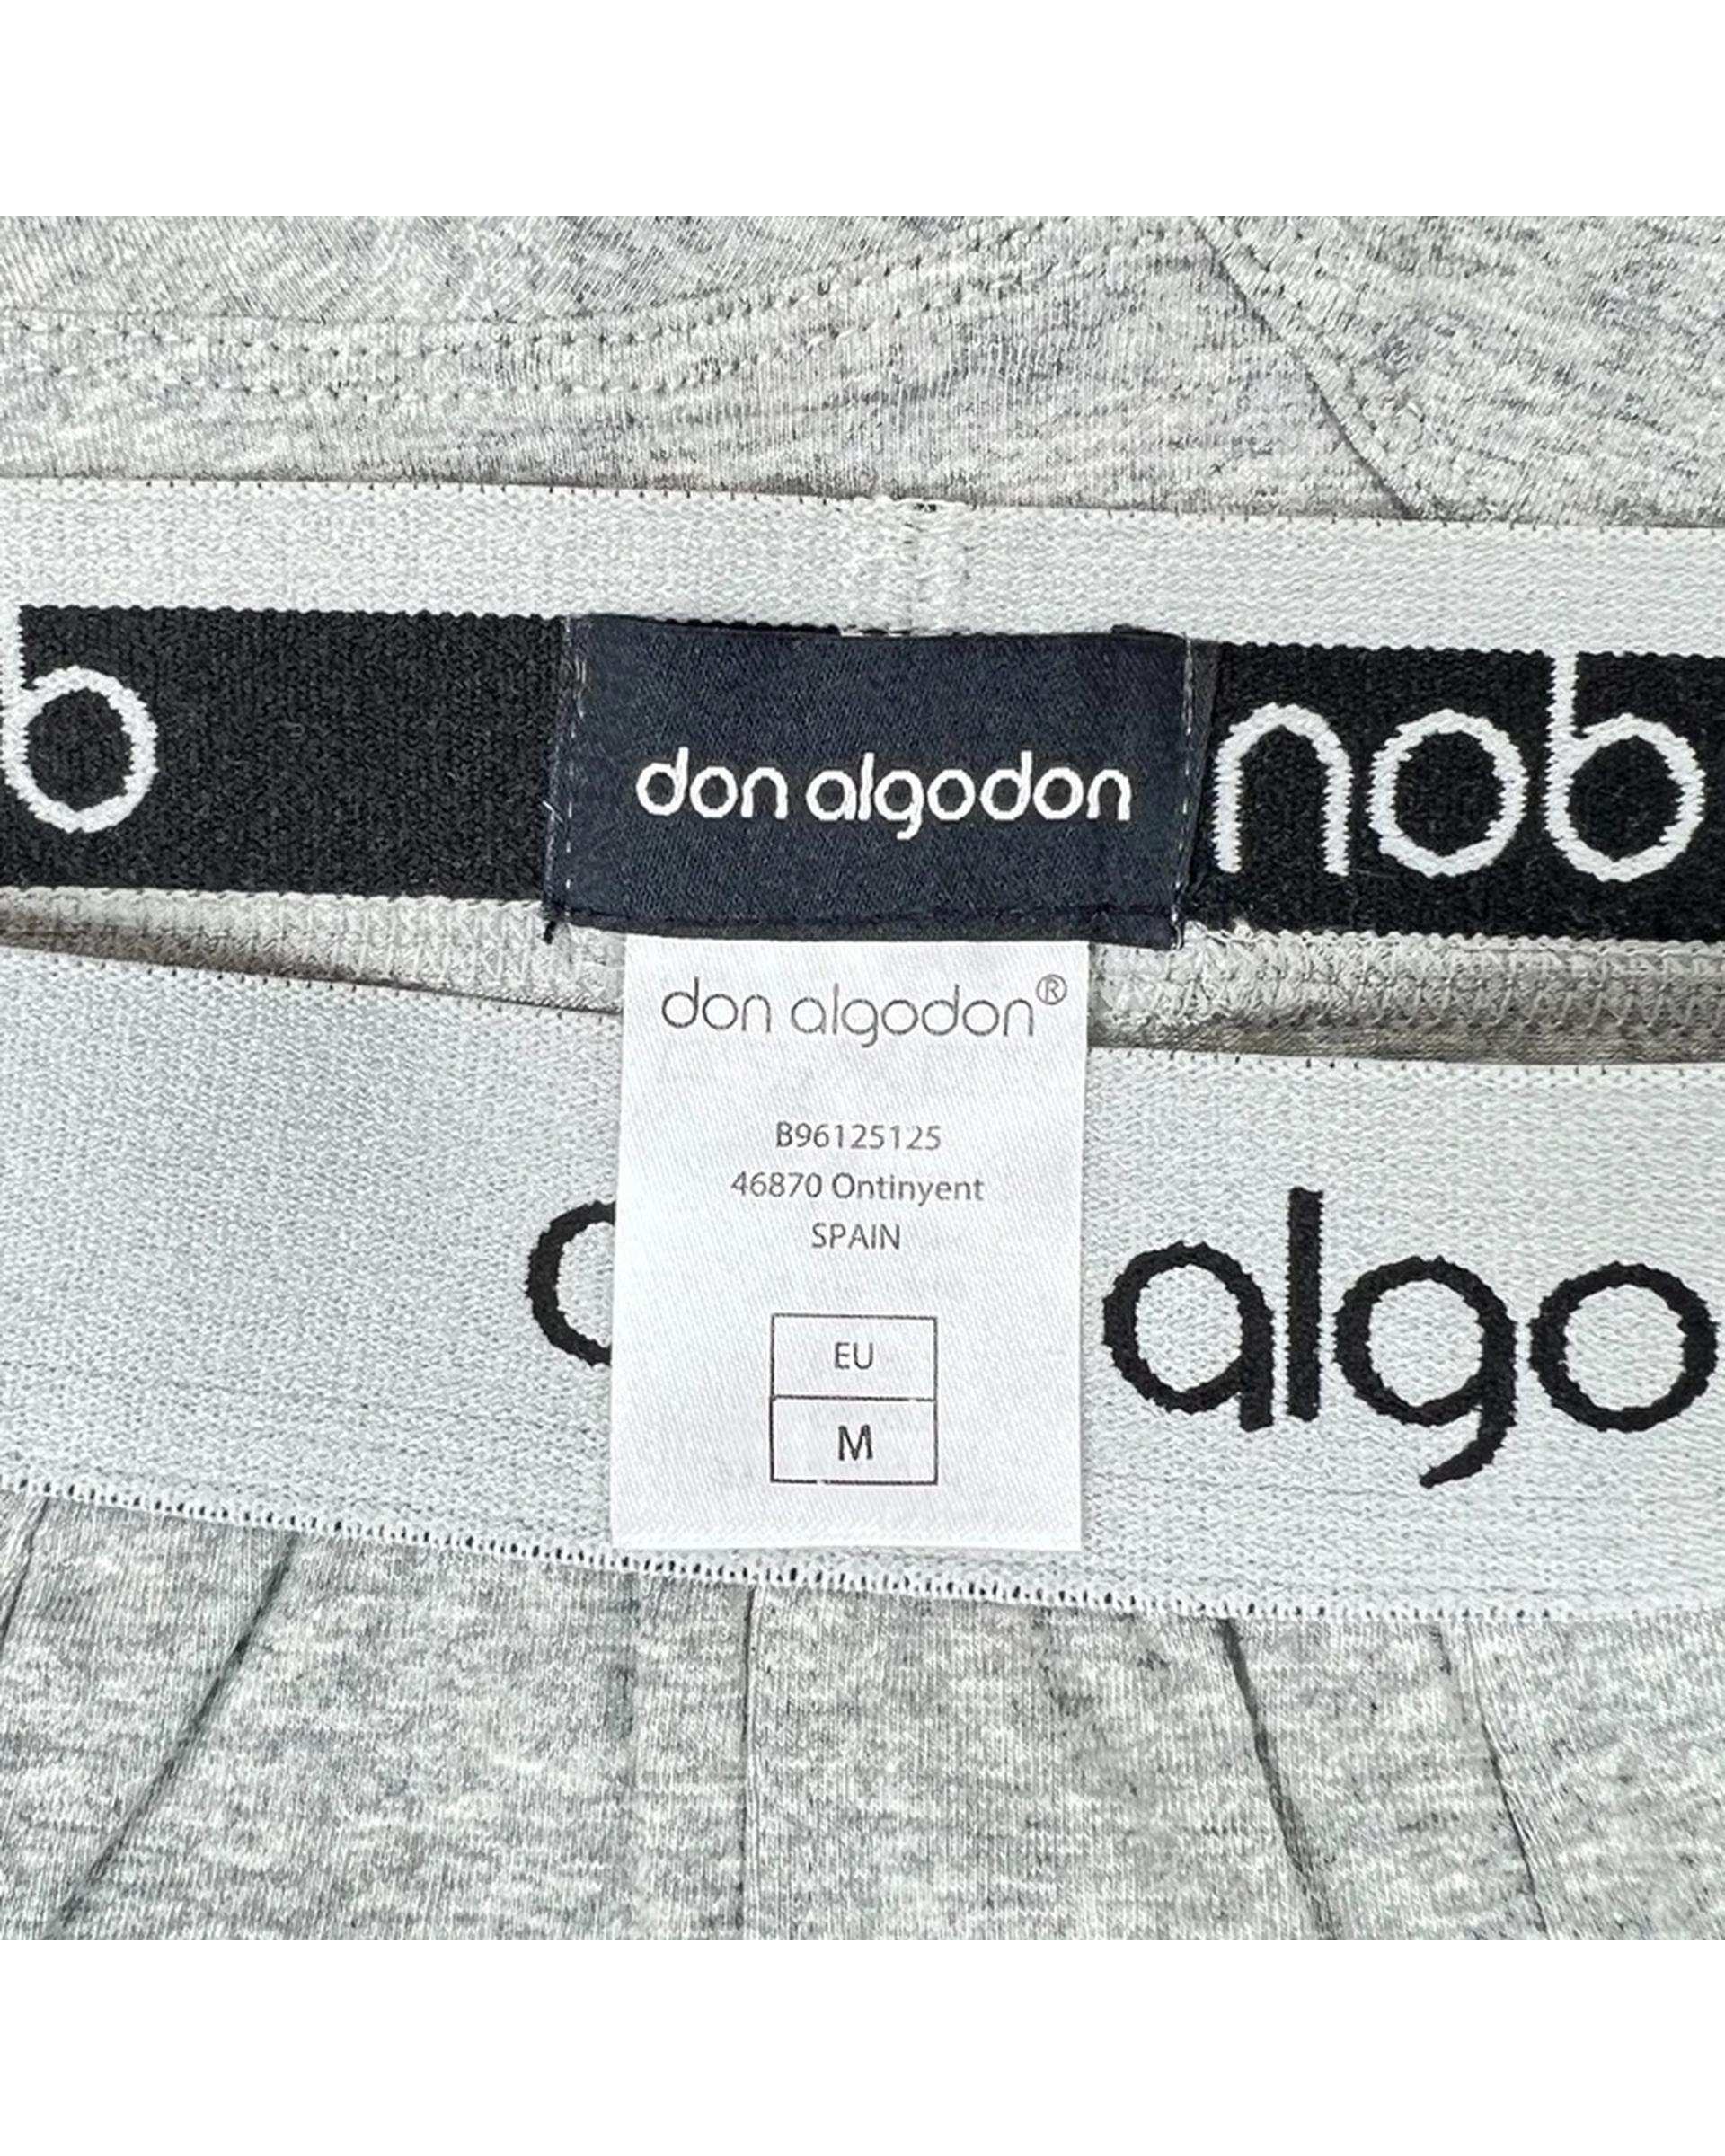 don algodon
don algodon®
B96125125
46870 Ontinyent
SPAIN
EU
M
algo